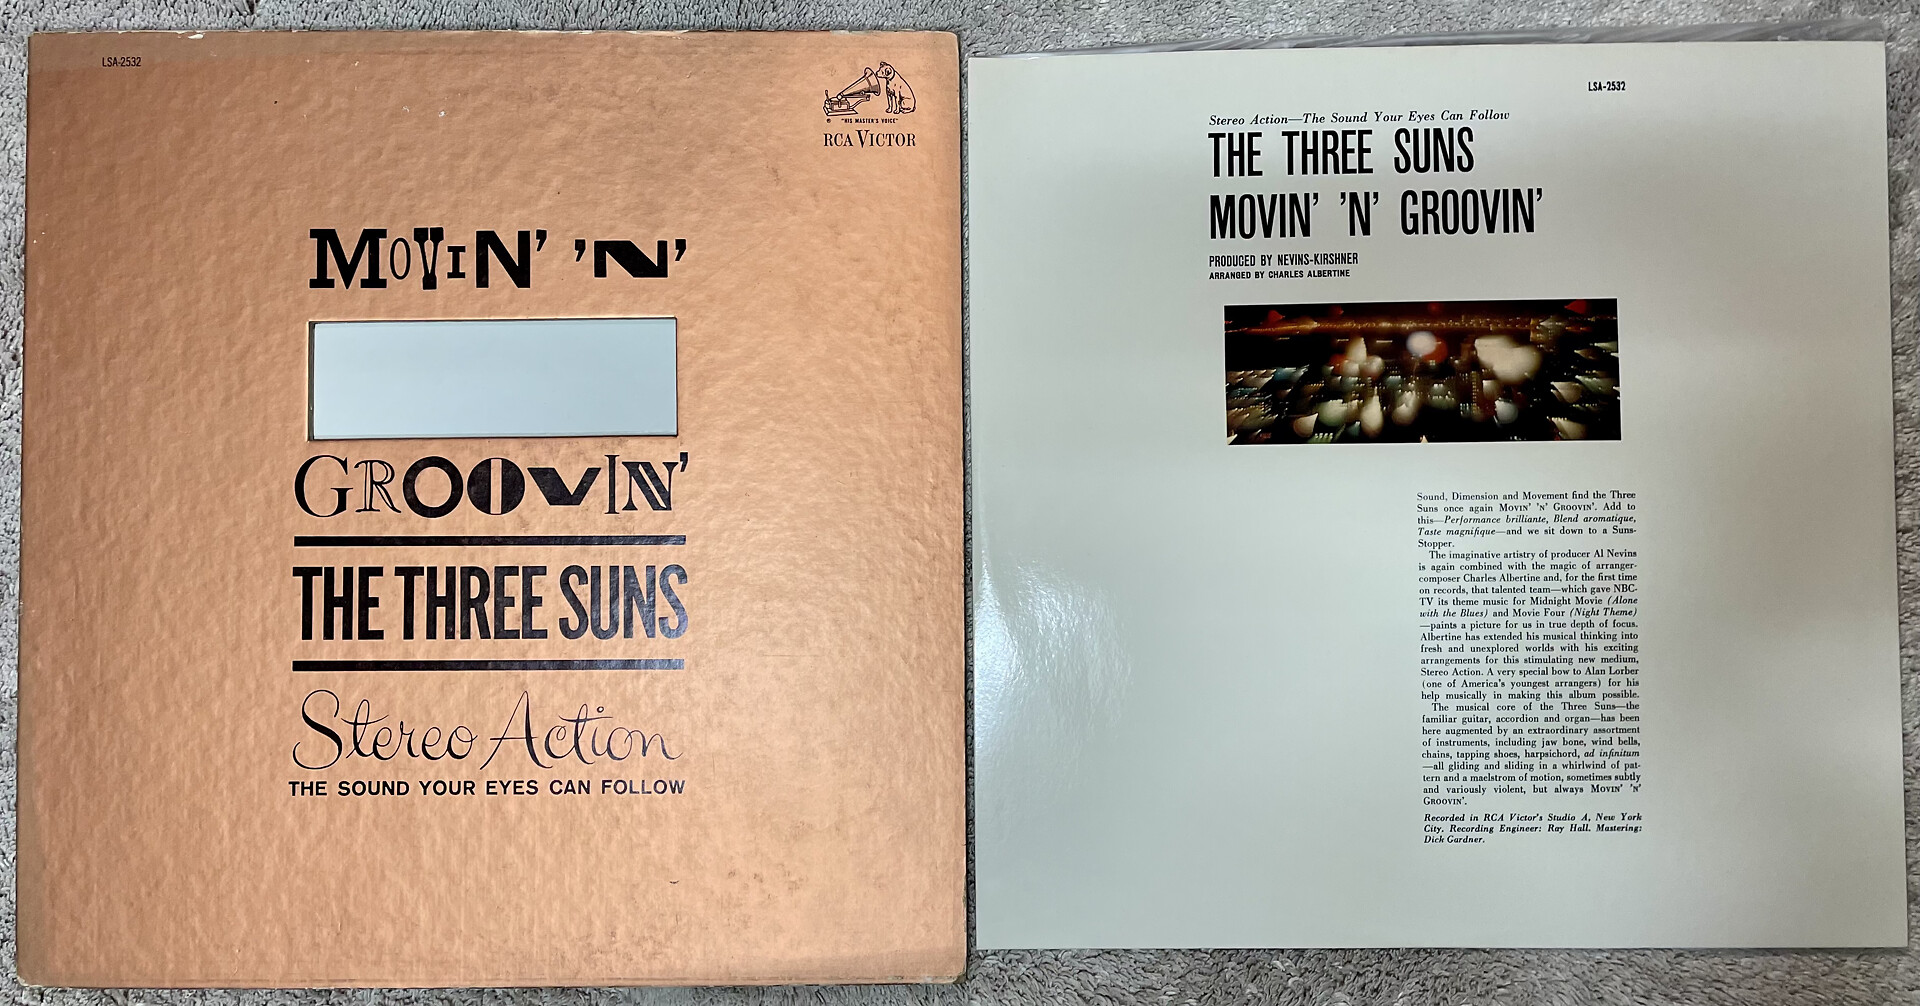 LSA-2532
"HIS MASTER'S VOICE"
RCA VICTOR
MOVIN' 'N'
GROOVIN'
THE THREE SUNS
Stereo Action
THE SOUND YOUR EYES CAN FOLLOW
LSA-2532
Stereo Action—The Sound Your Eyes Can Follow
THE THREE SUNS
MOVIN' 'N' GROOVIN'
PRODUCED BY NEVINS-KIRSHNER
ARRANGED BY CHARLES ALBERTINE
Sound, Dimension and Movement find the Three
Suns once again MOVIN' 'N' GROOVIN'. Add to
this—Performance brilliante, Blend aromatique,
Taste magnifique—and we sit down to a Suns-
Stopper.
The imaginative artistry of producer Al Nevins
is again combined with the magic of arranger-
composer Charles Albertine and, for the first time
on records, that talented team—which gave NBC-
TV its theme music for Midnight Movie (Alone
with the Blues) and Movie Four (Night Theme)
—paints a picture for us in true depth of focus.
Albertine has extended his musical thinking into
fresh and unexplored worlds with his exciting
arrangements for this stimulating new medium,
Stereo Action. A very special bow to Alan Lorber
(one of America's youngest arrangers) for his
help musically in making this album possible.
The musical core of the Three Suns—the
familiar guitar, accordion and organ—has been
here augmented by an extraordinary assortment
of instruments, including jaw bone, wind bells,
chains, tapping shoes, harpsichord, ad infinitum
—all gliding and sliding in a whirlwind of pat-
tern and a maelstrom of motion, sometimes subtly
and variously violent, but always MOVIN' 'N'
GROOVIN'.
Recorded in RCA Victor's Studio A, New York
City. Recording Engineer: Ray Hall. Mastering:
Dick Gardner.